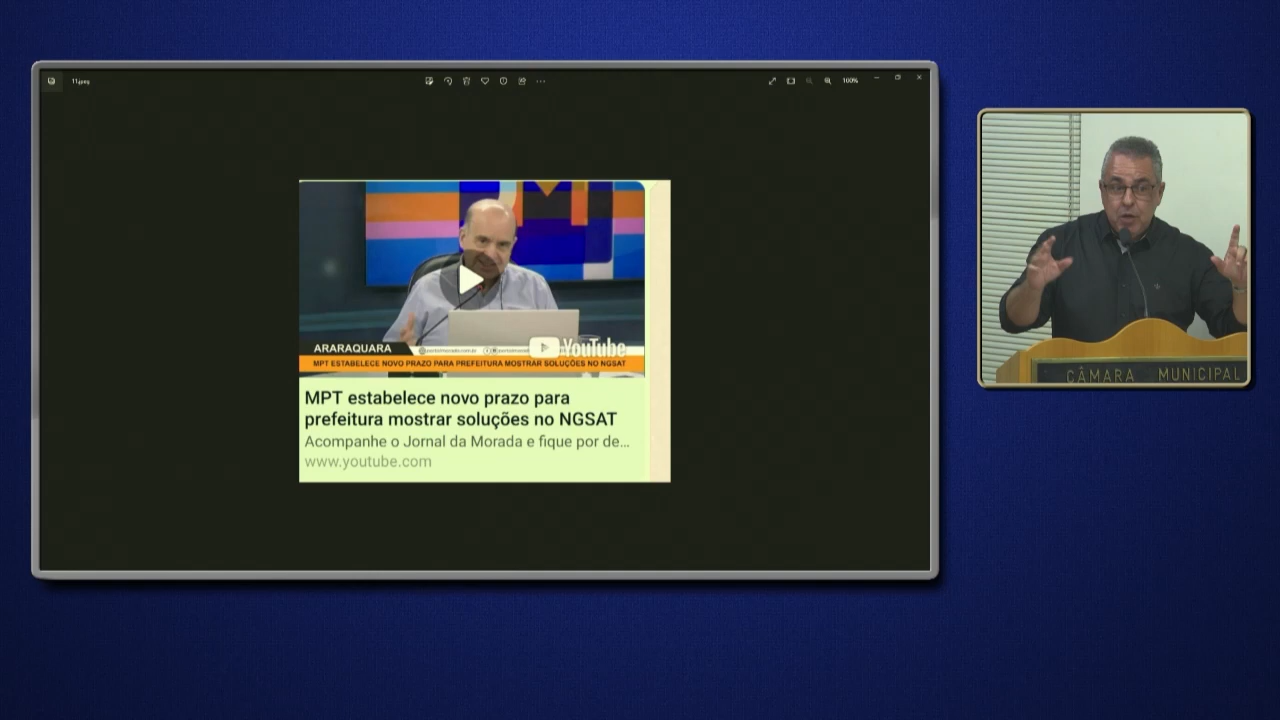 11.jpeg
100%
ARARAQUARA
YouTube
MPT ESTABELECE NOVO PRAZO PARA PREFEITURA MOSTRAR SOLUÇÕES NO NGSAT
MPT estabelece novo prazo para
prefeitura mostrar soluções no NGSAT
Acompanhe o Jornal da Morada e fique por de...
www.youtube.com
CÂMARA MUNICIPAL